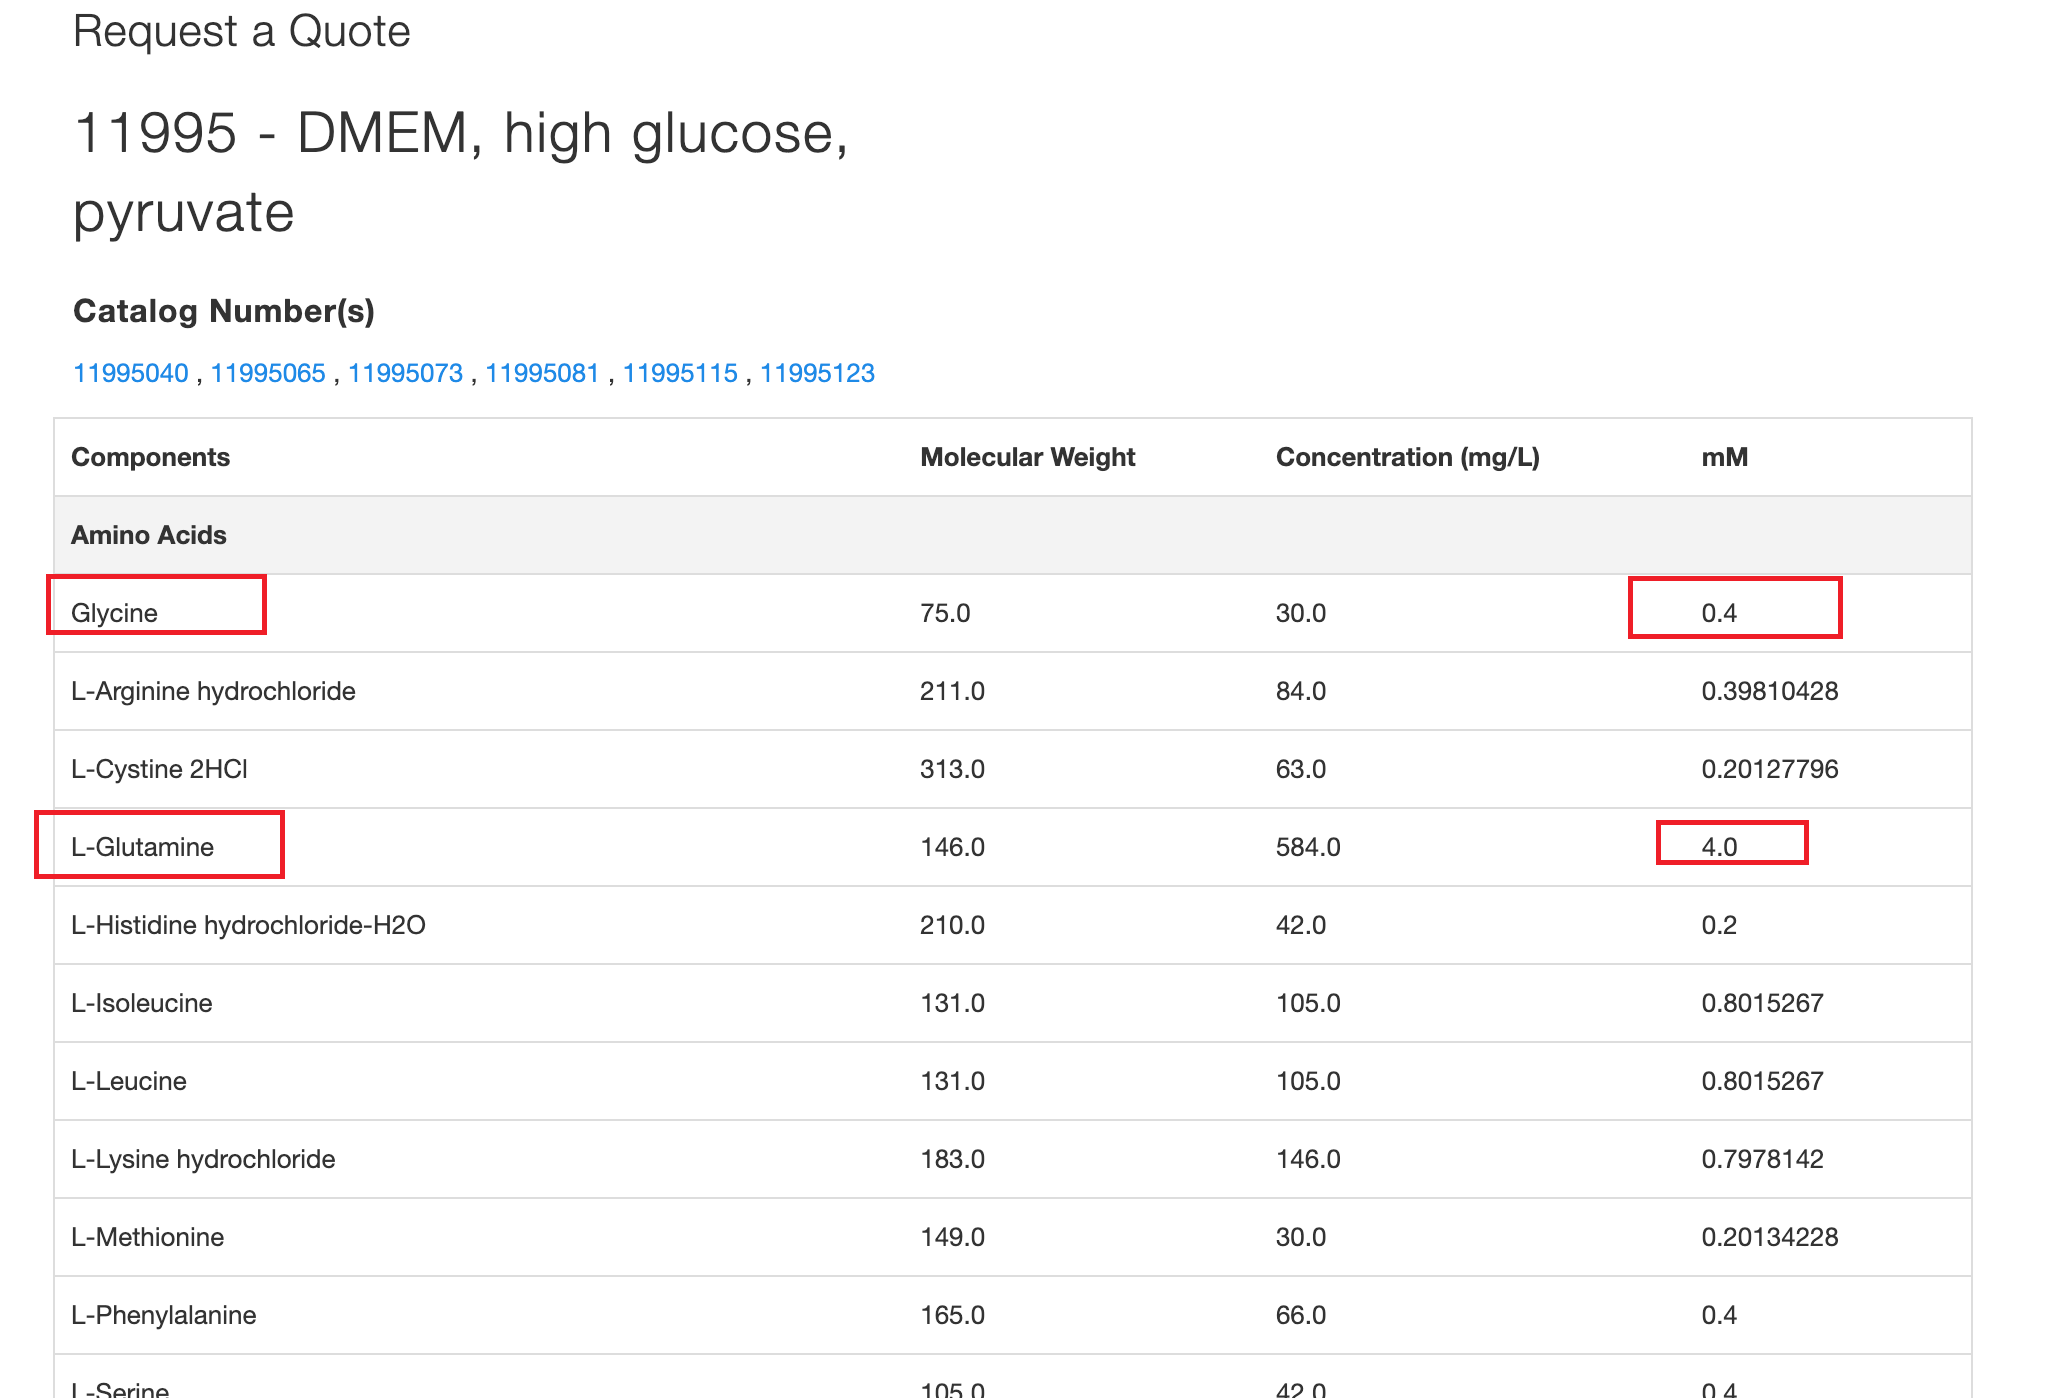 Request a Quote
11995 - DMEM, high glucose,
pyruvate
Catalog Number(s)
11995040 , 11995065 , 11995073 , 11995081 , 11995115 , 11995123
Components Molecular Weight Concentration (mg/L) mM
Amino Acids
Glycine 75.0 30.0 0.4
L-Arginine hydrochloride 211.0 84.0 0.39810428
L-Cystine 2HCl 313.0 63.0 0.20127796
L-Glutamine 146.0 584.0 4.0
L-Histidine hydrochloride-H2O 210.0 42.0 0.2
L-Isoleucine 131.0 105.0 0.8015267
L-Leucine 131.0 105.0 0.8015267
L-Lysine hydrochloride 183.0 146.0 0.7978142
L-Methionine 149.0 30.0 0.20134228
L-Phenylalanine 165.0 66.0 0.4
L-Serine 105.0 42.0 0.4